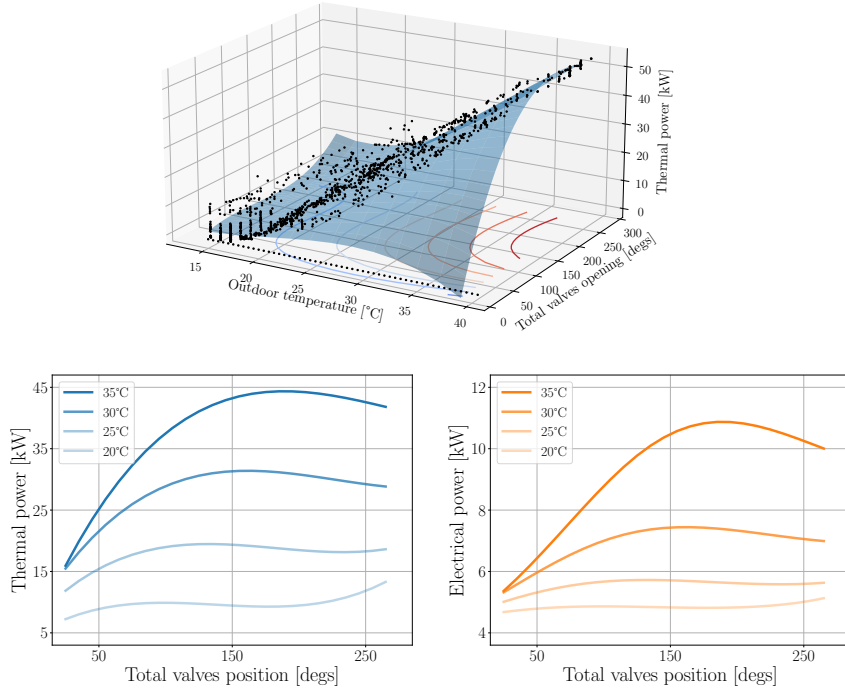 50
40
30
20
10
0
Thermal power [kW]
300
250
200
150
100
50
0
Total valves opening [degs]
15
20
25
30
35
40
Outdoor temperature [°C]
45
35
25
15
5
Thermal power [kW]
35°C
30°C
25°C
20°C
50
150
250
Total valves position [degs]
12
10
8
6
4
Electrical power [kW]
35°C
30°C
25°C
20°C
50
150
250
Total valves position [degs]